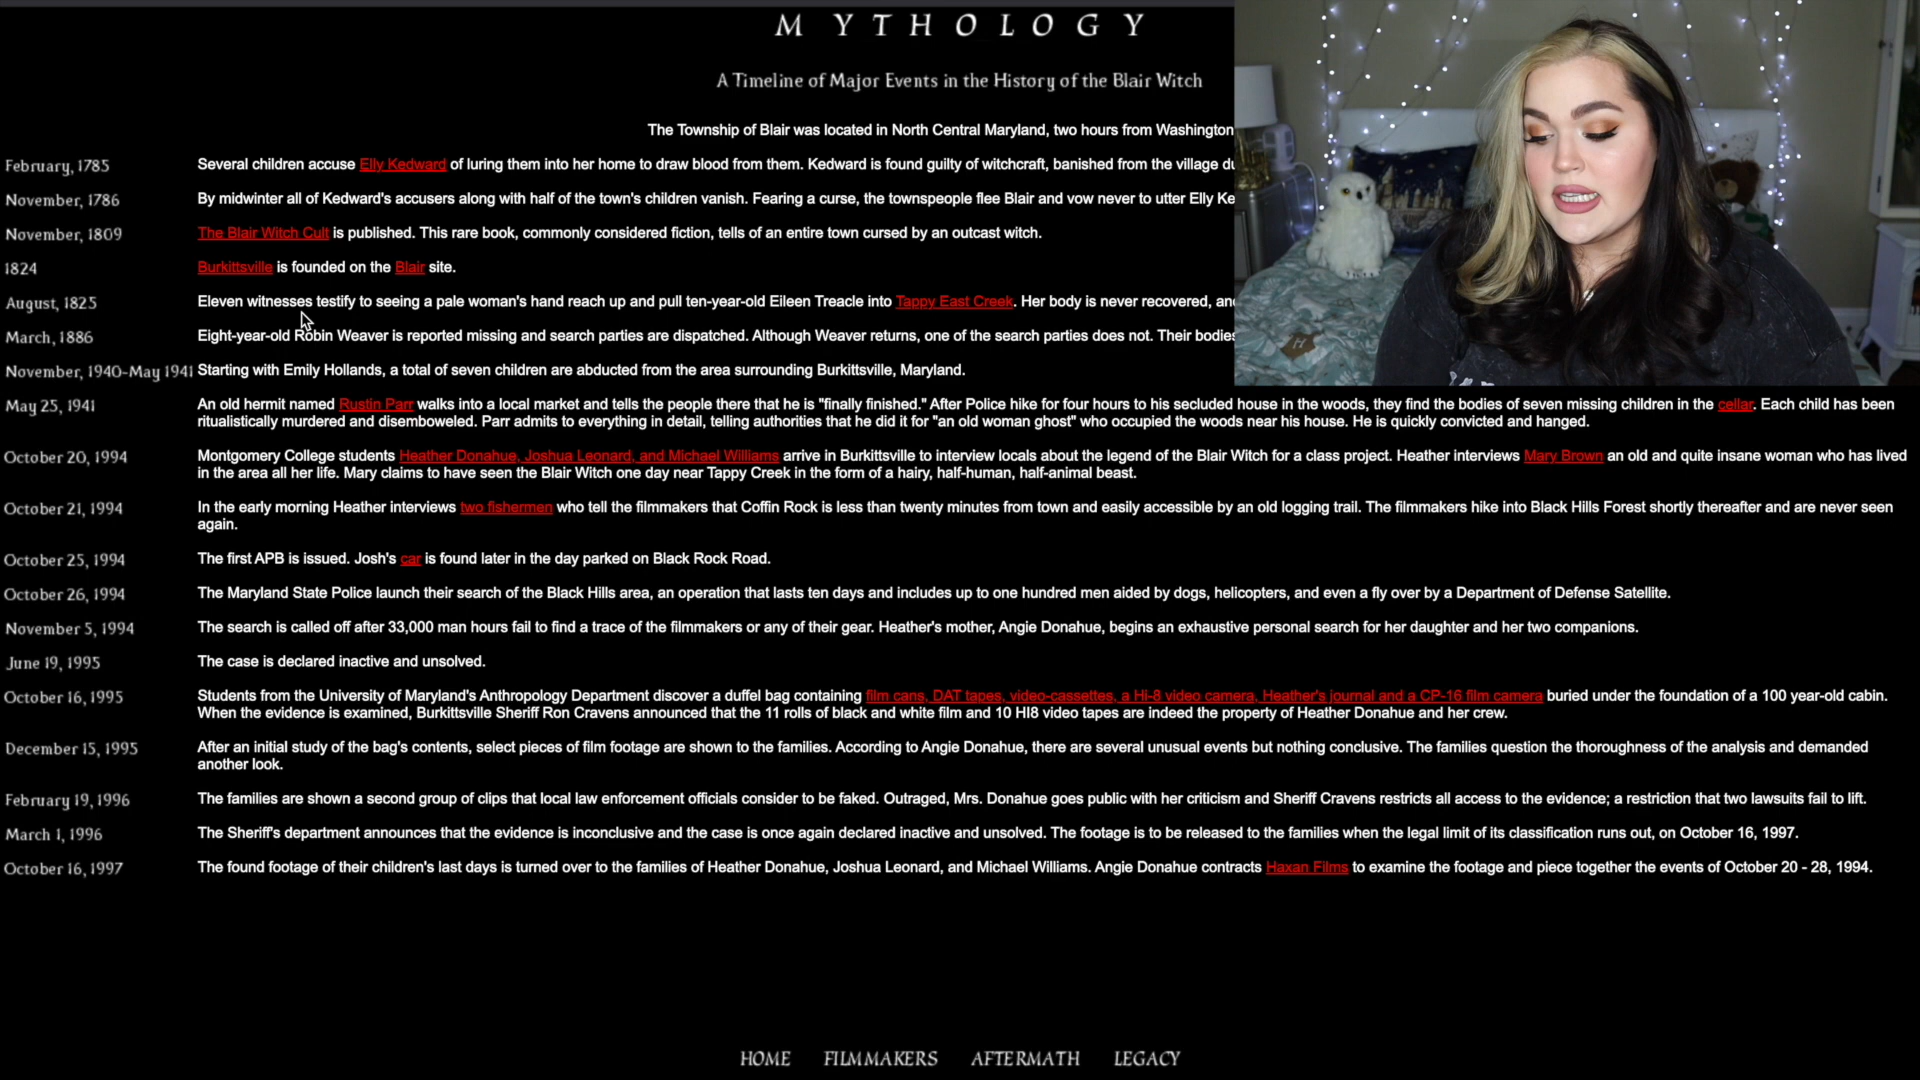 MYTHOLOGY
A Timeline of Major Events in the History of the Blair Witch
The Township of Blair was located in North Central Maryland, two hours from Washington
February, 1785 Several children accuse Elly Kedward of luring them into her home to draw blood from them. Kedward is found guilty of witchcraft, banished from the village
November, 1786 By midwinter all of Kedward's accusers along with half of the town's children vanish. Fearing a curse, the townspeople flee Blair and vow never to utter Elly
November, 1809 The Blair Witch Cult is published. This rare book, commonly considered fiction, tells of an entire town cursed by an outcast witch.
1824 Burkittsville is founded on the Blair site.
August, 1825 Eleven witnesses testify to seeing a pale woman's hand reach up and pull ten-year-old Eileen Treacle into Tappy East Creek. Her body is never recovered,
March, 1886 Eight-year-old Robin Weaver is reported missing and search parties are dispatched. Although Weaver returns, one of the search parties does not. Their bodies
November, 1940-May 1941 Starting with Emily Hollands, a total of seven children are abducted from the area surrounding Burkittsville, Maryland.
May 25, 1941 An old hermit named Rustin Parr walks into a local market and tells the people there that he is "finally finished." After Police hike for four hours to his secluded house in the woods, they find the bodies of seven missing children in the cellar. Each child has been
ritualistically murdered and disemboweled. Parr admits to everything in detail, telling authorities that he did it for "an old woman ghost" who occupied the woods near his house. He is quickly convicted and hanged.
October 20, 1994 Montgomery College students Heather Donahue, Joshua Leonard, and Michael Williams arrive in Burkittsville to interview locals about the legend of the Blair Witch for a class project. Heather interviews Mary Brown an old and quite insane woman who has lived
in the area all her life. Mary claims to have seen the Blair Witch one day near Tappy Creek in the form of a hairy, half-human, half-animal beast.
October 21, 1994 In the early morning Heather interviews two fishermen who tell the filmmakers that Coffin Rock is less than twenty minutes from town and easily accessible by an old logging trail. The filmmakers hike into Black Hills Forest shortly thereafter and are never seen
again.
October 25, 1994 The first APB is issued. Josh's car is found later in the day parked on Black Rock Road.
October 26, 1994 The Maryland State Police launch their search of the Black Hills area, an operation that lasts ten days and includes up to one hundred men aided by dogs, helicopters, and even a fly over by a Department of Defense Satellite.
November 5, 1994 The search is called off after 33,000 man hours fail to find a trace of the filmmakers or any of their gear. Heather's mother, Angie Donahue, begins an exhaustive personal search for her daughter and her two companions.
June 19, 1995 The case is declared inactive and unsolved.
October 16, 1995 Students from the University of Maryland's Anthropology Department discover a duffel bag containing film cans, DAT tapes, video-cassettes, a Hi-8 video camera, Heather's journal and a CP-16 film camera buried under the foundation of a 100 year-old cabin.
When the evidence is examined, Burkittsville Sheriff Ron Cravens announced that the 11 rolls of black and white film and 10 HI8 video tapes are indeed the property of Heather Donahue and her crew.
December 15, 1995 After an initial study of the bag's contents, select pieces of film footage are shown to the families. According to Angie Donahue, there are several unusual events but nothing conclusive. The families question the thoroughness of the analysis and demanded
another look.
February 19, 1996 The families are shown a second group of clips that local law enforcement officials consider to be faked. Outraged, Mrs. Donahue goes public with her criticism and Sheriff Cravens restricts all access to the evidence; a restriction that two lawsuits fail to lift.
March 1, 1996 The Sheriff's department announces that the evidence is inconclusive and the case is once again declared inactive and unsolved. The footage is to be released to the families when the legal limit of its classification runs out, on October 16, 1997.
October 16, 1997 The found footage of their children's last days is turned over to the families of Heather Donahue, Joshua Leonard, and Michael Williams. Angie Donahue contracts Haxan Films to examine the footage and piece together the events of October 20 - 28, 1994.
HOME FILMMAKERS AFTERMATH LEGACY